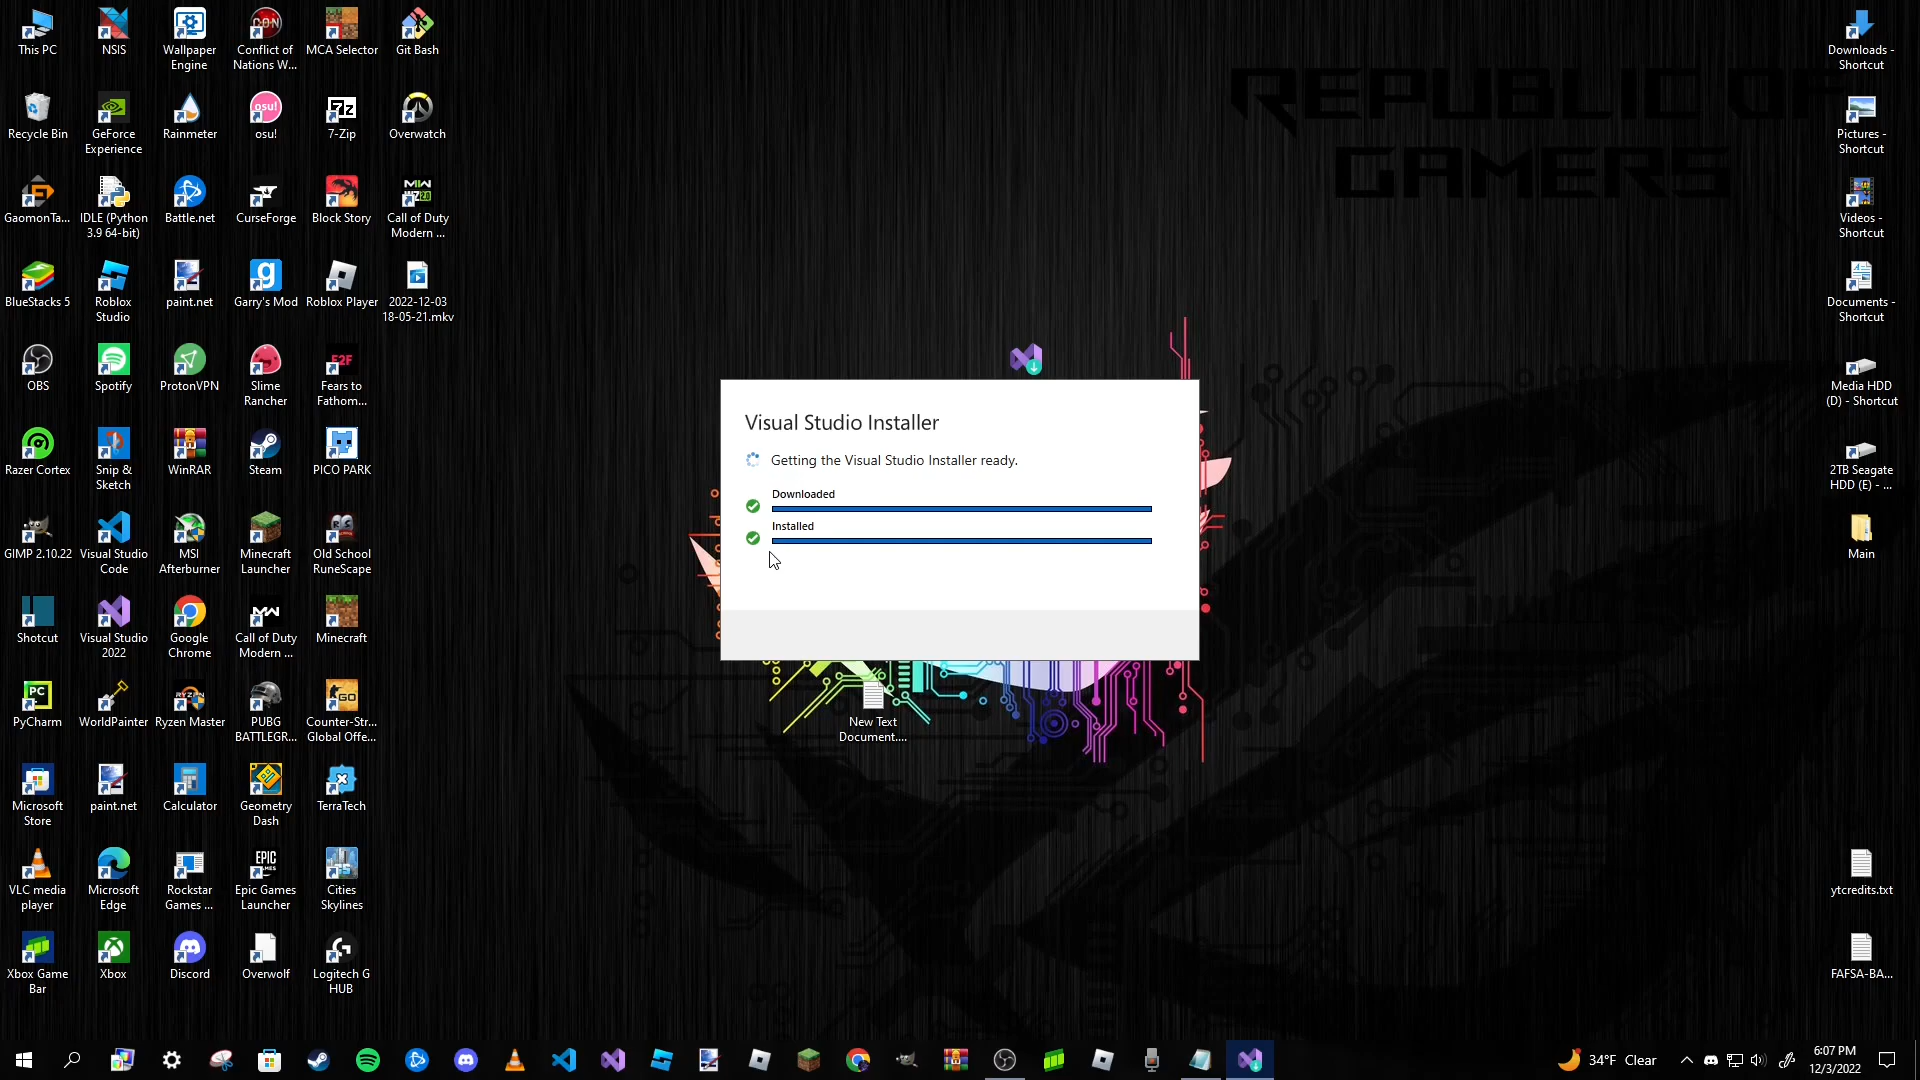 This PC
NSIS
Wallpaper
Engine
Conflict of
Nations W...
MCA Selector
Git Bash
Recycle Bin
GeForce
Experience
Rainmeter
osu!
7-Zip
Overwatch
GaomonTa...
IDLE (Python
3.9 64-bit)
Battle.net
CurseForge
Block Story
Call of Duty
Modern ...
BlueStacks 5
Roblox
Studio
paint.net
Garry's Mod
Roblox Player
2022-12-03
18-05-21.mkv
OBS
Spotify
ProtonVPN
Slime
Rancher
Fears to
Fathom...
Razer Cortex
Snip &
Sketch
WinRAR
Steam
PICO PARK
GIMP 2.10.22
Visual Studio
Code
MSI
Afterburner
Minecraft
Launcher
Old School
RuneScape
Shotcut
Visual Studio
2022
Google
Chrome
Call of Duty
Modern ...
Minecraft
PyCharm
WorldPainter
Ryzen Master
PUBG
BATTLEGR...
Counter-Str...
Global Offe...
Microsoft
Store
paint.net
Calculator
Geometry
Dash
TerraTech
VLC media
player
Microsoft
Edge
Rockstar
Games ...
Epic Games
Launcher
Cities
Skylines
Xbox Game
Bar
Xbox
Discord
Overwolf
Logitech G
HUB
REPUBLIC OF
GAMERS
Visual Studio Installer
Getting the Visual Studio Installer ready.
Downloaded
Installed
New Text
Document....
Downloads -
Shortcut
Pictures -
Shortcut
Videos -
Shortcut
Documents -
Shortcut
Media HDD
(D) - Shortcut
2TB Seagate
HDD (E) - ...
Main
ytcredits.txt
FAFSA-BA...
34°F Clear
6:07 PM
12/3/2022